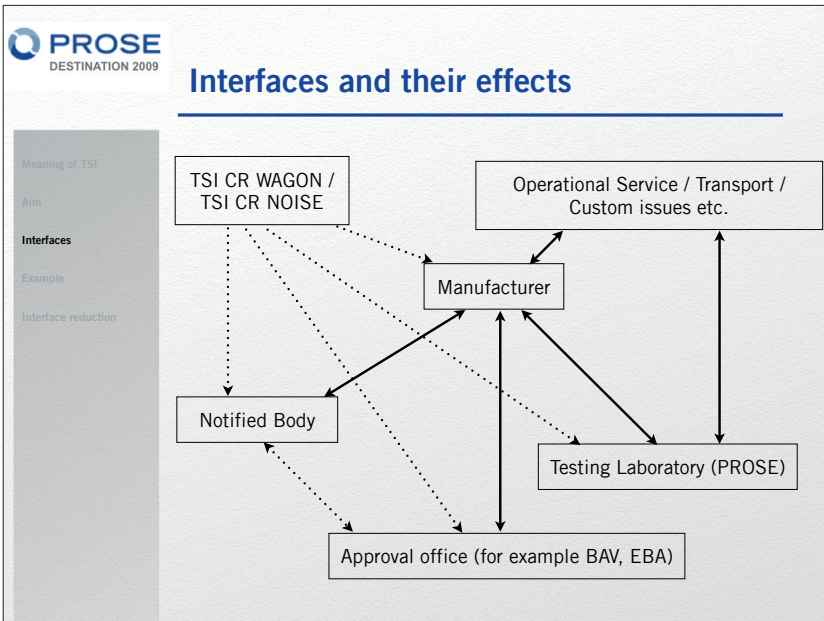 PROSE
DESTINATION 2009
Interfaces and their effects
Meaning of TSI
Aim
Interfaces
Example
Interface reduction
TSI CR WAGON /
TSI CR NOISE
Operational Service / Transport /
Custom issues etc.
Manufacturer
Notified Body
Testing Laboratory (PROSE)
Approval office (for example BAV, EBA)